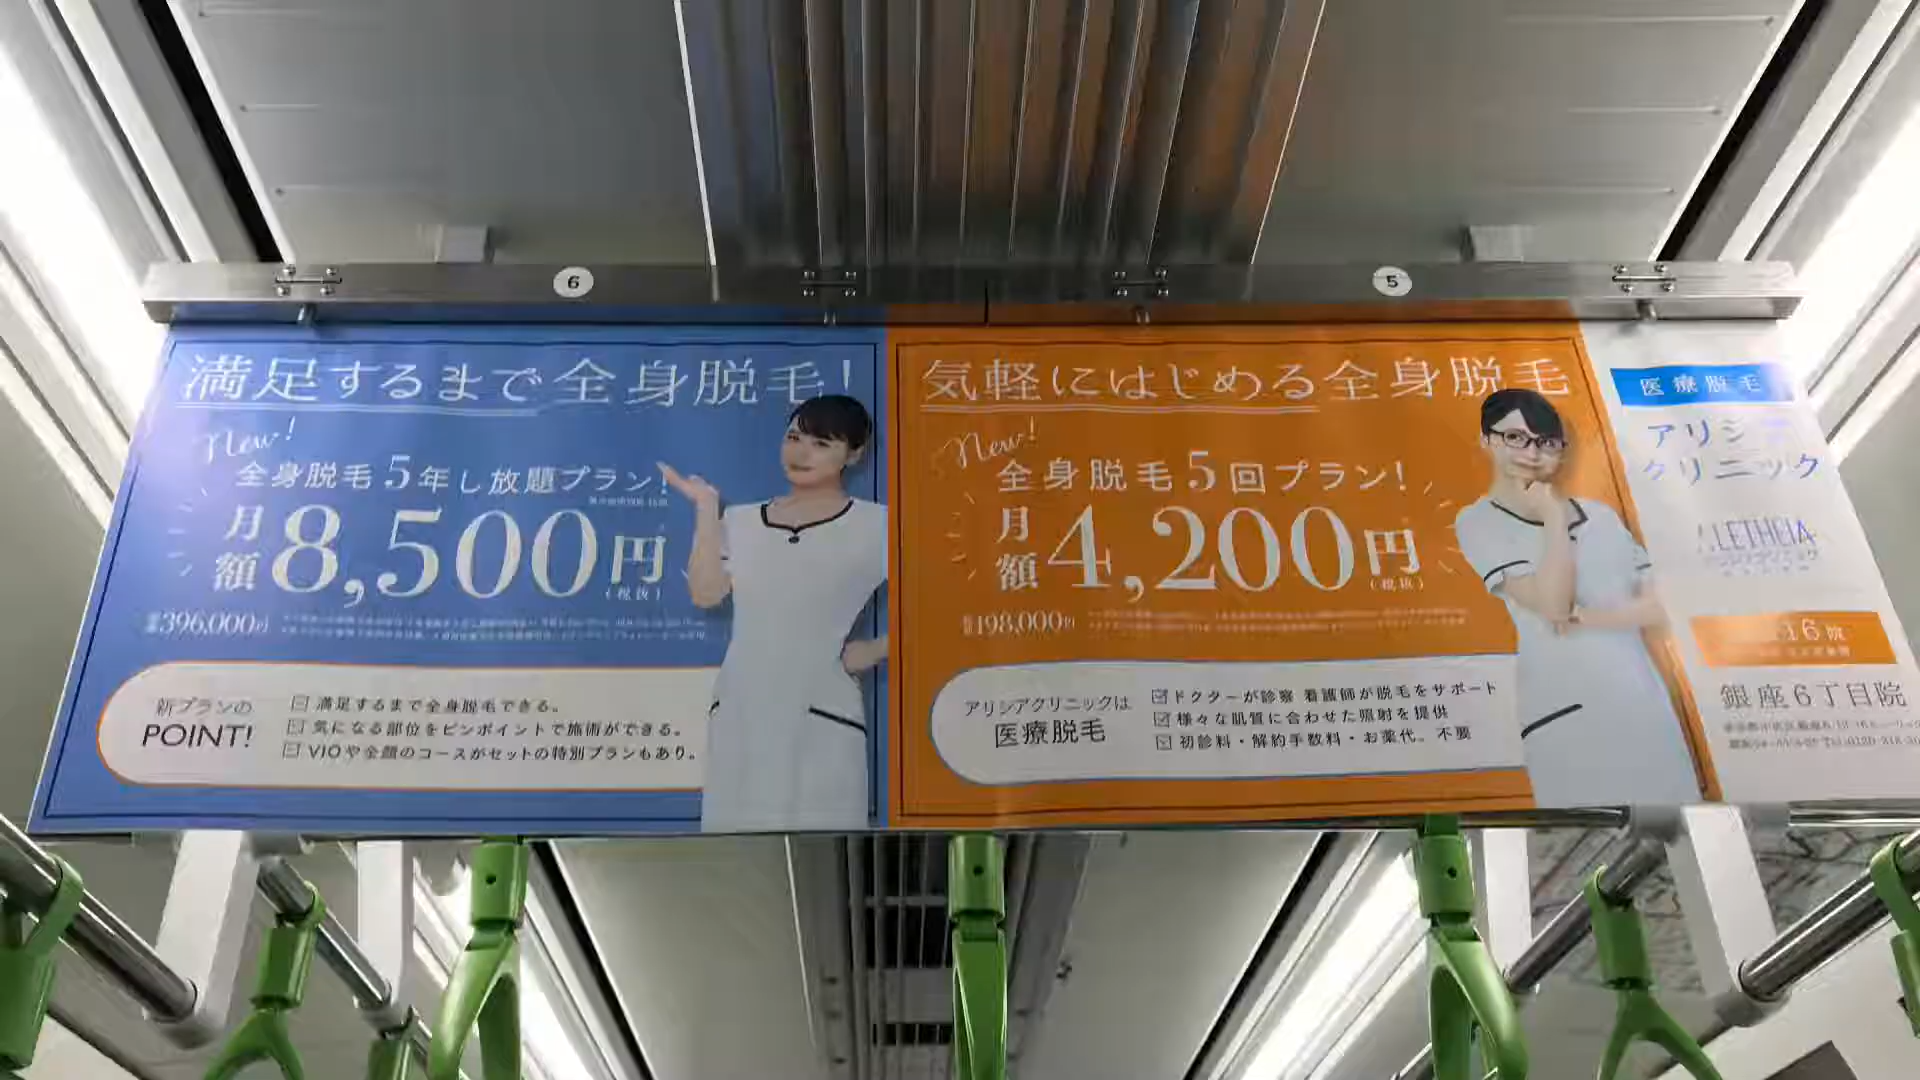 6
5
満足するまで全身脱毛!
New!
全身脱毛5年し放題プラン!
月額8,500円
(税抜)
396,000円
新プランの
POINT!
満足するまで全身脱毛できる。
気になる部位をピンポイントで施術ができる。
VIOや全顔のコースがセットの特別プランもあり。
気軽にはじめる全身脱毛
New!
全身脱毛5回プラン!
月額4,200円
(税抜)
198,000円
アリシアクリニックは
医療脱毛
ドクターが診察 看護師が脱毛をサポート
様々な肌質に合わせた照射を提供
初診料・解約手数料・お薬代。不要
医療脱毛
アリシ
クリニック
LETHEIA
16院
銀座6丁目院